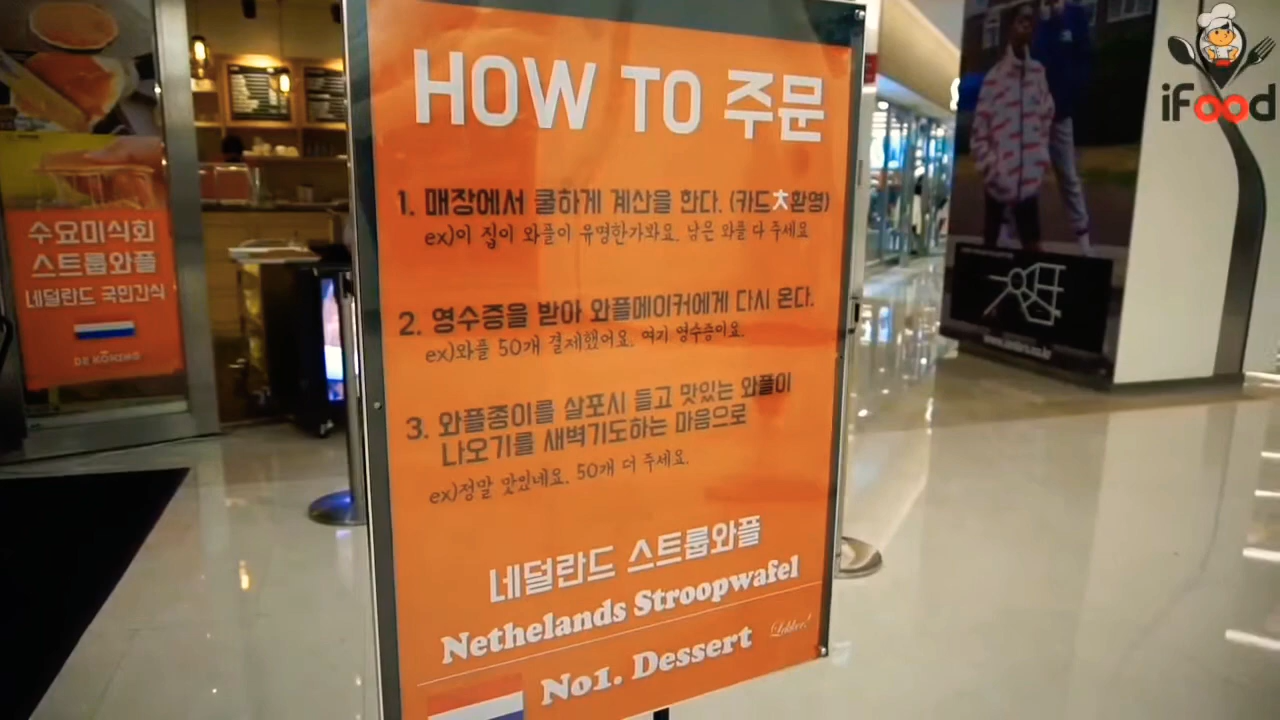 iFood
HOW TO 주문
1. 매장에서 쿨하게 계산을 한다. (카드大환영)
ex)이 집이 와플이 유명한가봐요. 남은 와플 다 주세요
2. 영수증을 받아 와플메이커에게 다시 온다.
ex)와플 50개 결제했어요. 여기 영수증이요.
3. 와플종이를 살포시 들고 맛있는 와플이
나오기를 새벽기도하는 마음으로
ex)정말 맛있네요. 50개 더 주세요.
네덜란드 스트룹와플
Nethelands Stroopwafel
Lekker!
No1. Dessert
수요미식회
스트룹와플
네덜란드 국민간식
DE KONING